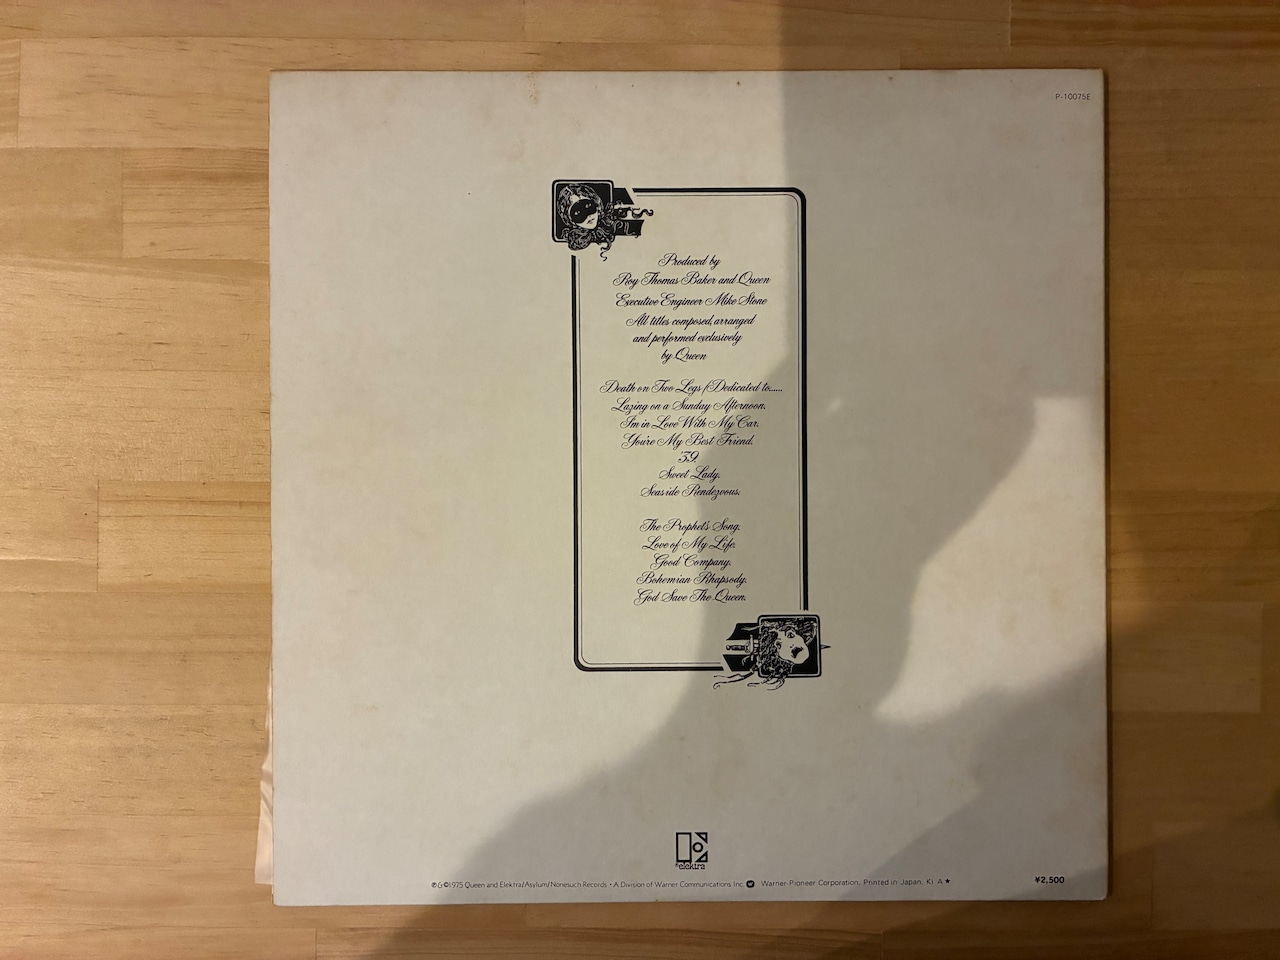 P-10075E
Produced by
Roy Thomas Baker and Queen
Executive Engineer Mike Stone
All titles composed, arranged
and performed exclusively
by Queen
Death on Two Legs (Dedicated to......
Lazing on a Sunday Afternoon.
I'm in Love With My Car.
You're My Best Friend.
'39.
Sweet Lady.
Seaside Rendezvous.
The Prophet's Song.
Love of My Life.
Good Company.
Bohemian Rhapsody.
God Save The Queen.
elektra
℗&©1975 Queen and Elektra/Asylum/Nonesuch Records • A Division of Warner Communications Inc. Warner-Pioneer Corporation, Printed in Japan, Ki A ★
¥2,500